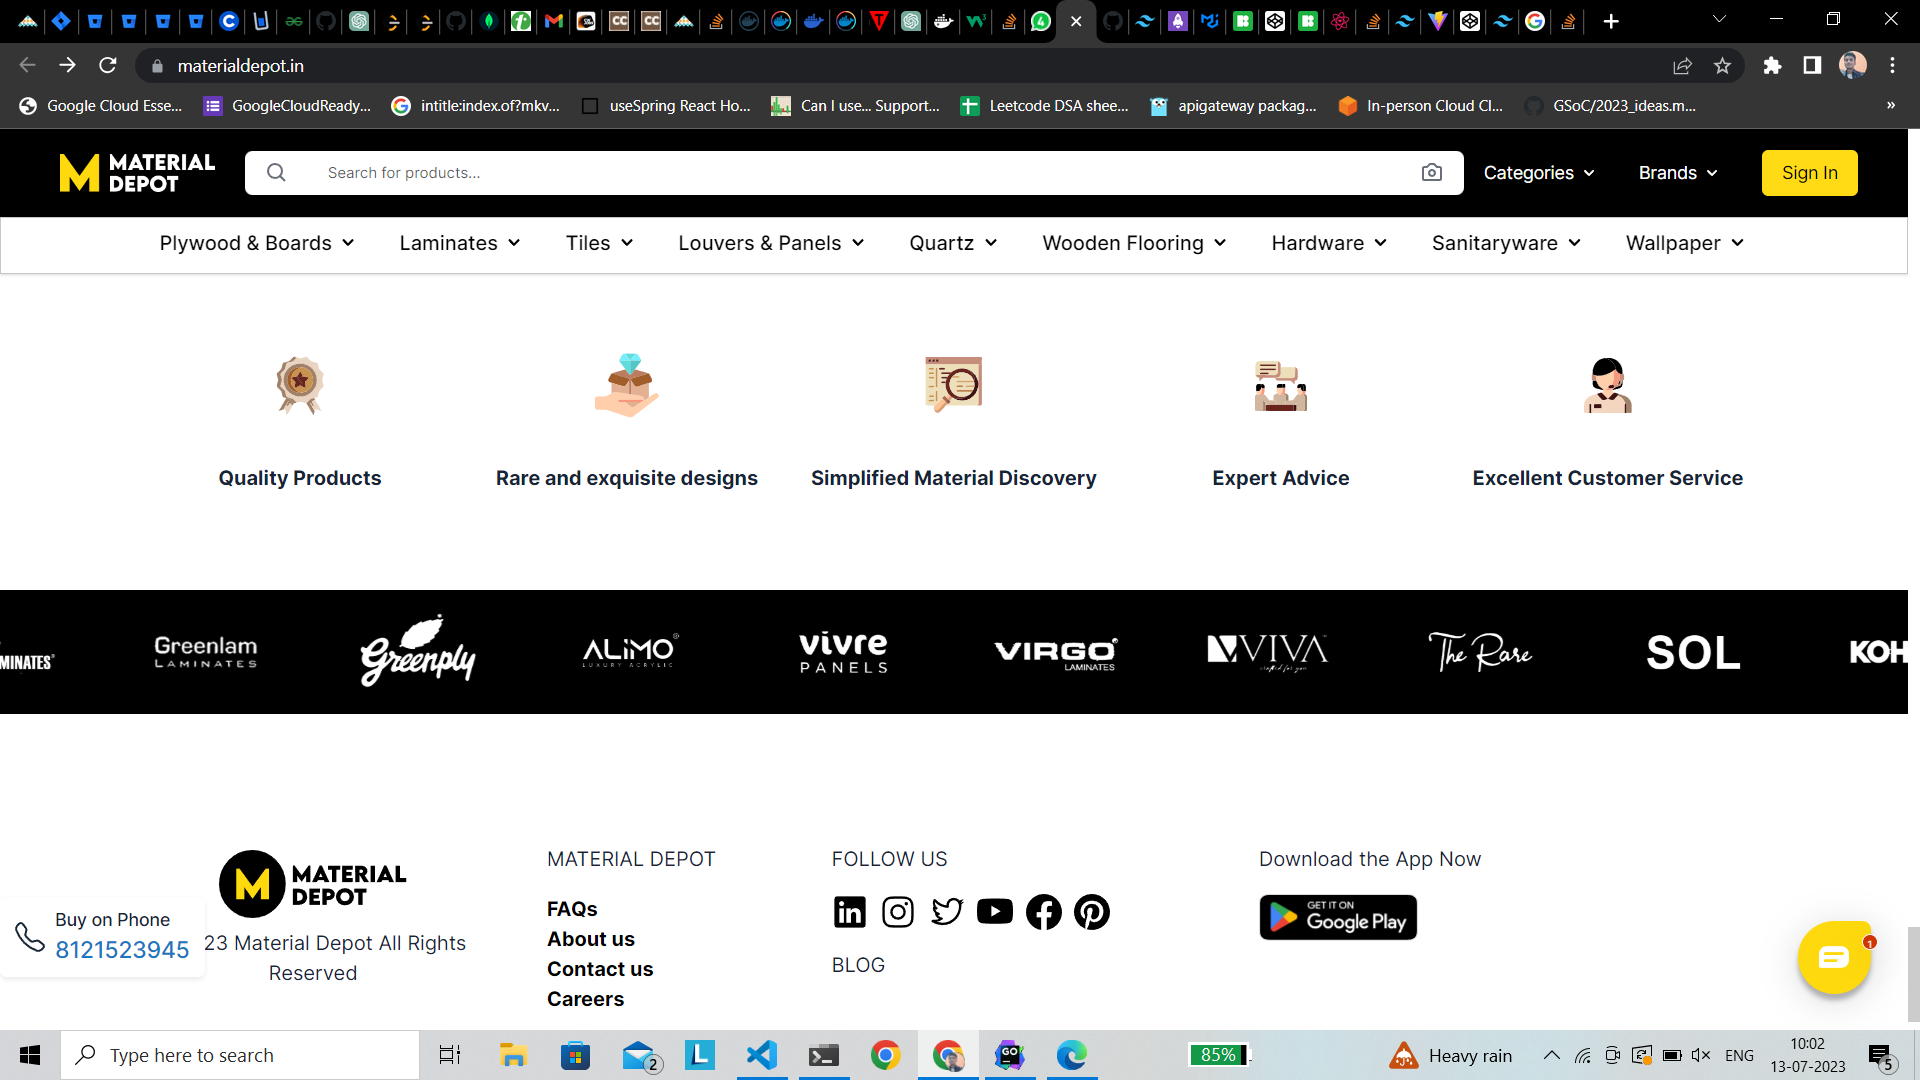 materialdepot.in
Google Cloud Esse...
GoogleCloudReady...
intitle:index.of?mkv...
useSpring React Ho...
Can I use... Support...
Leetcode DSA shee...
apigateway packag...
In-person Cloud Cl...
GSoC/2023_ideas.m...
»
MATERIAL
DEPOT
Search for products...
Categories
Brands
Sign In
Plywood & Boards
Laminates
Tiles
Louvers & Panels
Quartz
Wooden Flooring
Hardware
Sanitaryware
Wallpaper
Quality Products
Rare and exquisite designs
Simplified Material Discovery
Expert Advice
Excellent Customer Service
MINATES
Greenlam
LAMINATES
Greenply
ALIMO
LUXURY ACRYLIC
vivre
PANELS
VIRGO
LAMINATES
VIVA
The Rare
SOL
KOH
MATERIAL
DEPOT
23 Material Depot All Rights
Reserved
Buy on Phone
8121523945
MATERIAL DEPOT
FAQs
About us
Contact us
Careers
FOLLOW US
BLOG
Download the App Now
GET IT ON
Google Play
1
Type here to search
2
GO
85%
Heavy rain
ENG
10:02
13-07-2023
5